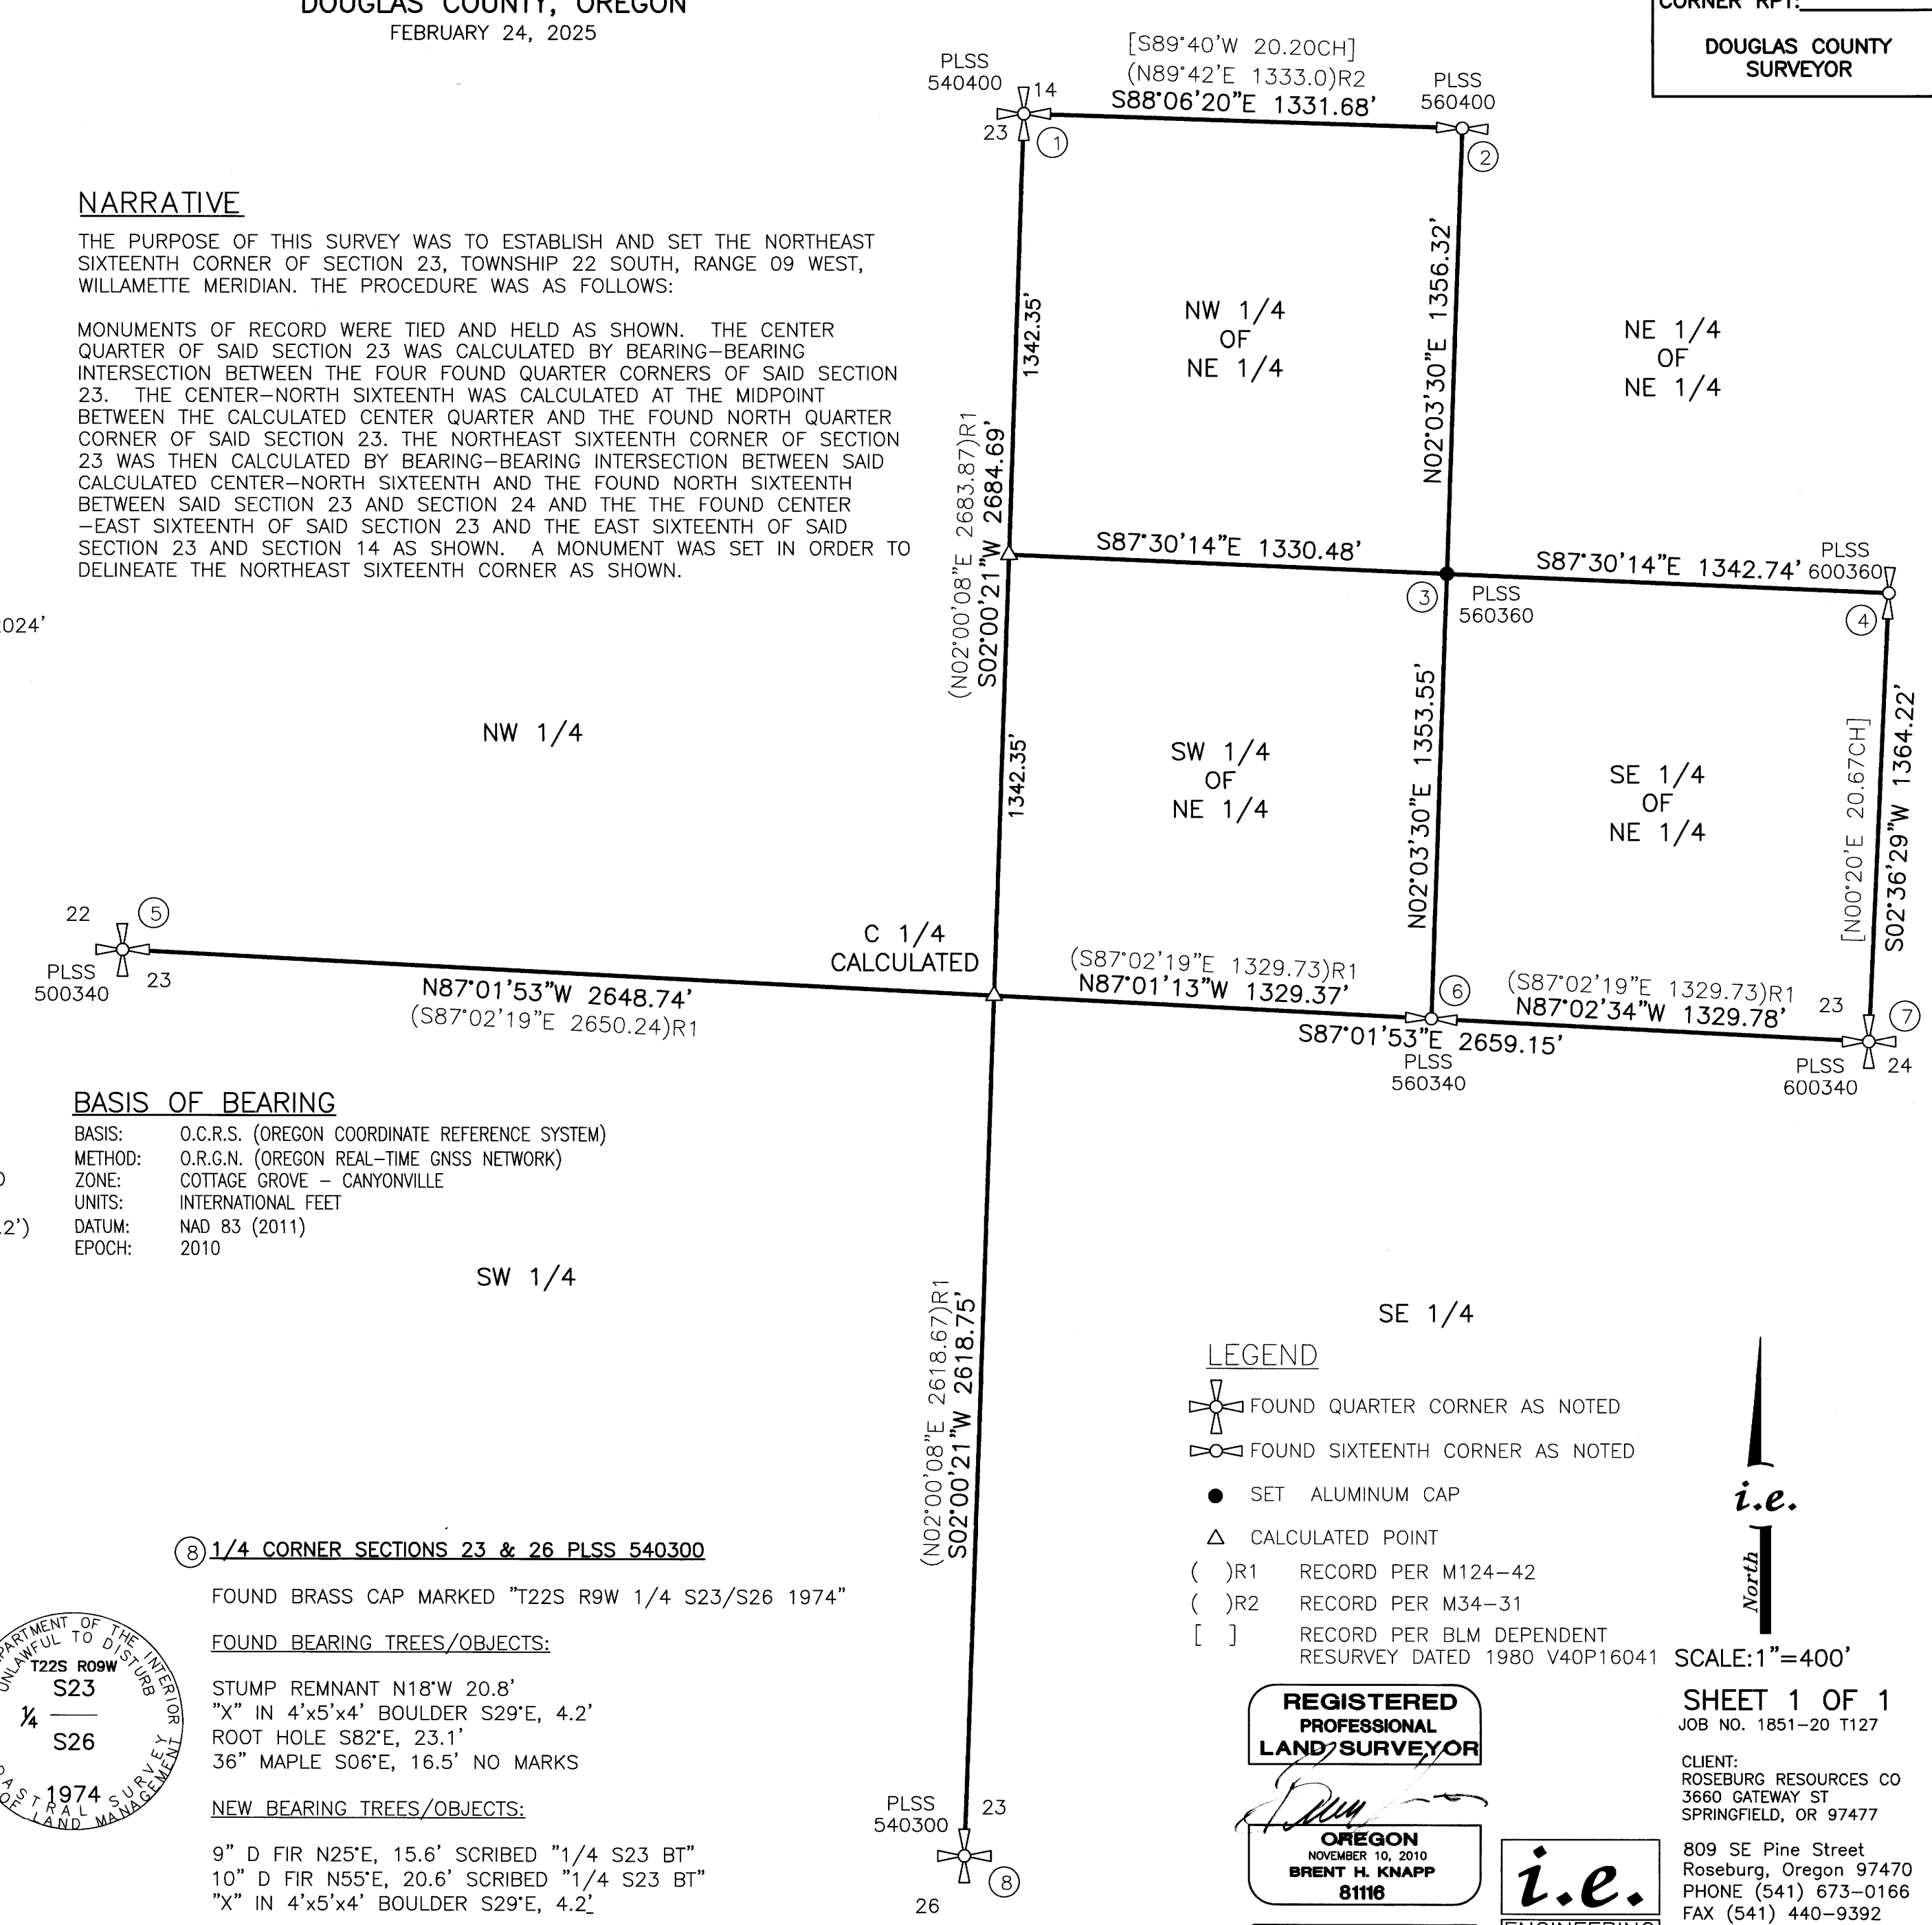 DOUGLAS COUNTY, OREGON
FEBRUARY 24, 2025
CORNER RPT:
DOUGLAS COUNTY
SURVEYOR
[S89°40'W 20.20CH]
(N89°42'E 1333.0)R2
S88°06'20"E 1331.68'
PLSS
540400
14
23
1
PLSS
560400
2
NARRATIVE
THE PURPOSE OF THIS SURVEY WAS TO ESTABLISH AND SET THE NORTHEAST
SIXTEENTH CORNER OF SECTION 23, TOWNSHIP 22 SOUTH, RANGE 09 WEST,
WILLAMETTE MERIDIAN. THE PROCEDURE WAS AS FOLLOWS:
MONUMENTS OF RECORD WERE TIED AND HELD AS SHOWN. THE CENTER
QUARTER OF SAID SECTION 23 WAS CALCULATED BY BEARING-BEARING
INTERSECTION BETWEEN THE FOUR FOUND QUARTER CORNERS OF SAID SECTION
23. THE CENTER-NORTH SIXTEENTH WAS CALCULATED AT THE MIDPOINT
BETWEEN THE CALCULATED CENTER QUARTER AND THE FOUND NORTH QUARTER
CORNER OF SAID SECTION 23. THE NORTHEAST SIXTEENTH CORNER OF SECTION
23 WAS THEN CALCULATED BY BEARING-BEARING INTERSECTION BETWEEN SAID
CALCULATED CENTER-NORTH SIXTEENTH AND THE FOUND NORTH SIXTEENTH
BETWEEN SAID SECTION 23 AND SECTION 24 AND THE THE FOUND CENTER
-EAST SIXTEENTH OF SAID SECTION 23 AND THE EAST SIXTEENTH OF SAID
SECTION 23 AND SECTION 14 AS SHOWN. A MONUMENT WAS SET IN ORDER TO
DELINEATE THE NORTHEAST SIXTEENTH CORNER AS SHOWN.
2024'
1342.35'
N02°03'30"E 1356.32'
NW 1/4
OF
NE 1/4
NE 1/4
OF
NE 1/4
(N02°00'08"E 2683.87)R1
S02°00'21"W 2684.69'
S87°30'14"E 1330.48'
S87°30'14"E 1342.74'
PLSS
600360
3
PLSS
560360
4
NW 1/4
1342.35'
N02°03'30"E 1353.55'
SW 1/4
OF
NE 1/4
SE 1/4
OF
NE 1/4
[N00°20'E 20.67CH]
S02°36'29"W 1364.22'
22
5
PLSS
500340
23
N87°01'53"W 2648.74'
(S87°02'19"E 2650.24)R1
C 1/4
CALCULATED
(S87°02'19"E 1329.73)R1
N87°01'13"W 1329.37'
6
(S87°02'19"E 1329.73)R1
N87°02'34"W 1329.78'
23
7
S87°01'53"E 2659.15'
PLSS
560340
PLSS
600340
24
BASIS OF BEARING
BASIS: O.C.R.S. (OREGON COORDINATE REFERENCE SYSTEM)
METHOD: O.R.G.N. (OREGON REAL-TIME GNSS NETWORK)
ZONE: COTTAGE GROVE - CANYONVILLE
UNITS: INTERNATIONAL FEET
.2')
DATUM: NAD 83 (2011)
EPOCH: 2010
SW 1/4
(N02°00'08"E 2618.67)R1
S02°00'21"W 2618.75'
SE 1/4
LEGEND
FOUND QUARTER CORNER AS NOTED
FOUND SIXTEENTH CORNER AS NOTED
SET ALUMINUM CAP
CALCULATED POINT
( )R1 RECORD PER M124-42
( )R2 RECORD PER M34-31
[ ] RECORD PER BLM DEPENDENT
RESURVEY DATED 1980 V40P16041
i.e.
North
SCALE:1"=400'
8 1/4 CORNER SECTIONS 23 & 26 PLSS 540300
FOUND BRASS CAP MARKED "T22S R9W 1/4 S23/S26 1974"
FOUND BEARING TREES/OBJECTS:
STUMP REMNANT N18°W 20.8'
"X" IN 4'x5'x4' BOULDER S29°E, 4.2'
ROOT HOLE S82°E, 23.1'
36" MAPLE S06°E, 16.5' NO MARKS
NEW BEARING TREES/OBJECTS:
9" D FIR N25°E, 15.6' SCRIBED "1/4 S23 BT"
10" D FIR N55°E, 20.6' SCRIBED "1/4 S23 BT"
"X" IN 4'x5'x4' BOULDER S29°E, 4.2'
PARTMENT OF THE INTERIOR
UNLAWFUL TO DISTURB
T22S R09W
S23
1/4
S26
1974
DASTRAL SURVEY
OF LAND MANAGEMENT
PLSS
540300
23
8
26
REGISTERED
PROFESSIONAL
LAND SURVEYOR
OREGON
NOVEMBER 10, 2010
BRENT H. KNAPP
81116
i.e.
ENGINEERING
SHEET 1 OF 1
JOB NO. 1851-20 T127
CLIENT:
ROSEBURG RESOURCES CO
3660 GATEWAY ST
SPRINGFIELD, OR 97477
809 SE Pine Street
Roseburg, Oregon 97470
PHONE (541) 673-0166
FAX (541) 440-9392